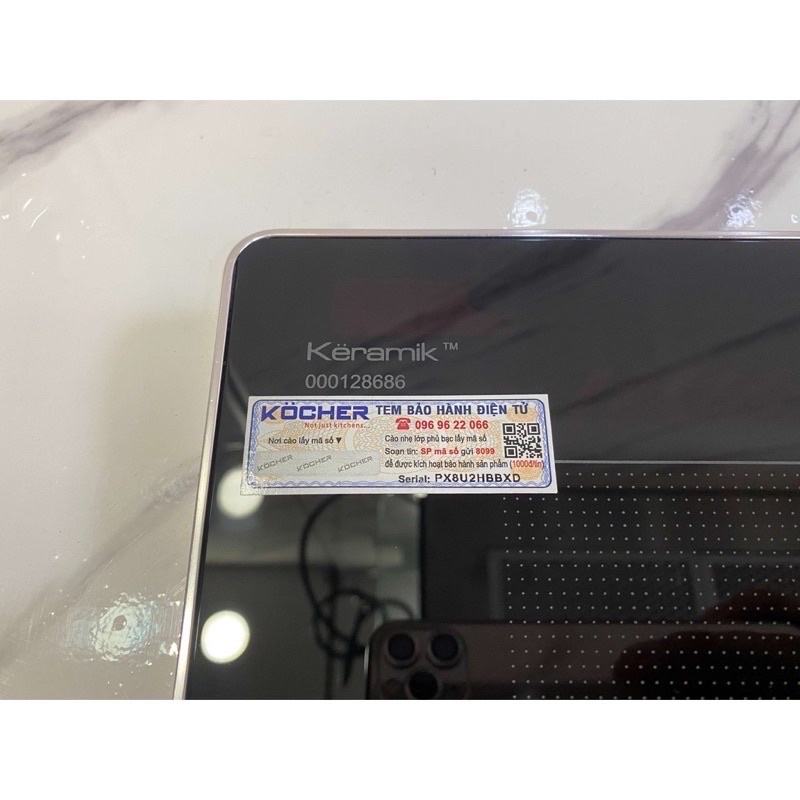 Këramik™
000128686
KÖCHER TEM BẢO HÀNH ĐIỆN TỬ
Not just kitchens...
☎ 096 96 22 066
Nơi cào lấy mã số ▼
Cào nhẹ lớp phủ bạc lấy mã số
Soạn tin: SP mã số gửi 8099
để được kích hoạt bảo hành sản phẩm (1000đ/tin)
KOCHER KOCHER KOCHER
Serial: PX8U2HBBXD